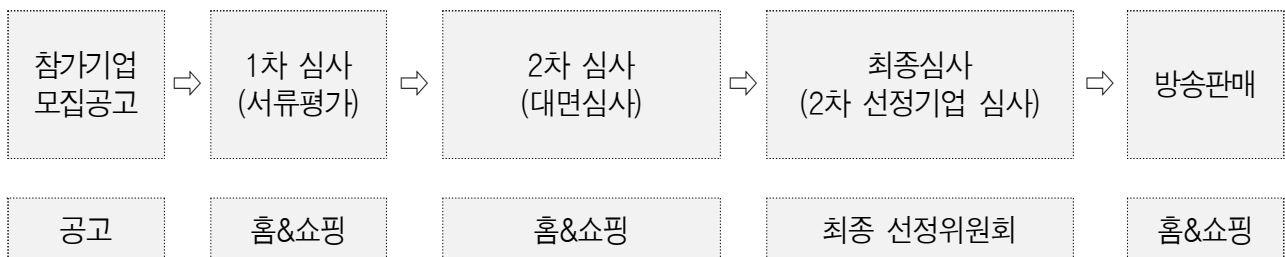 참가기업
모집공고
⇨
1차 심사
(서류평가)
⇨
2차 심사
(대면심사)
⇨
최종심사
(2차 선정기업 심사)
⇨
방송판매
공고
홈&쇼핑
홈&쇼핑
최종 선정위원회
홈&쇼핑